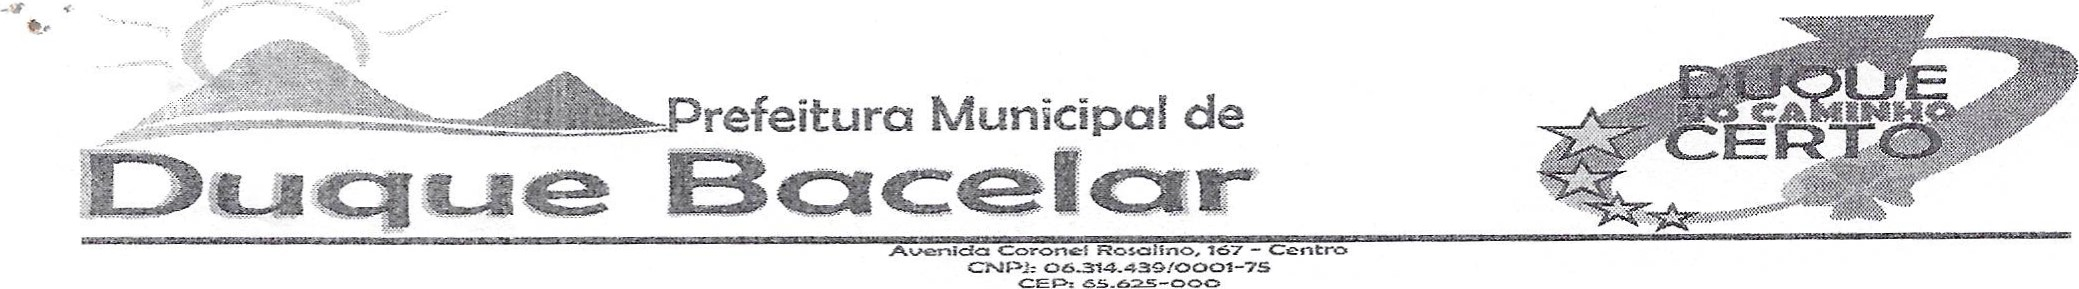 Prefeitura Municipal de
Duque Bacelar
DUQUE
NO CAMINHO
CERTO
Avenida Coronel Rosalino, 167 - Centro
CNPJ: 06.314.439/0001-75
CEP: 65.625-000